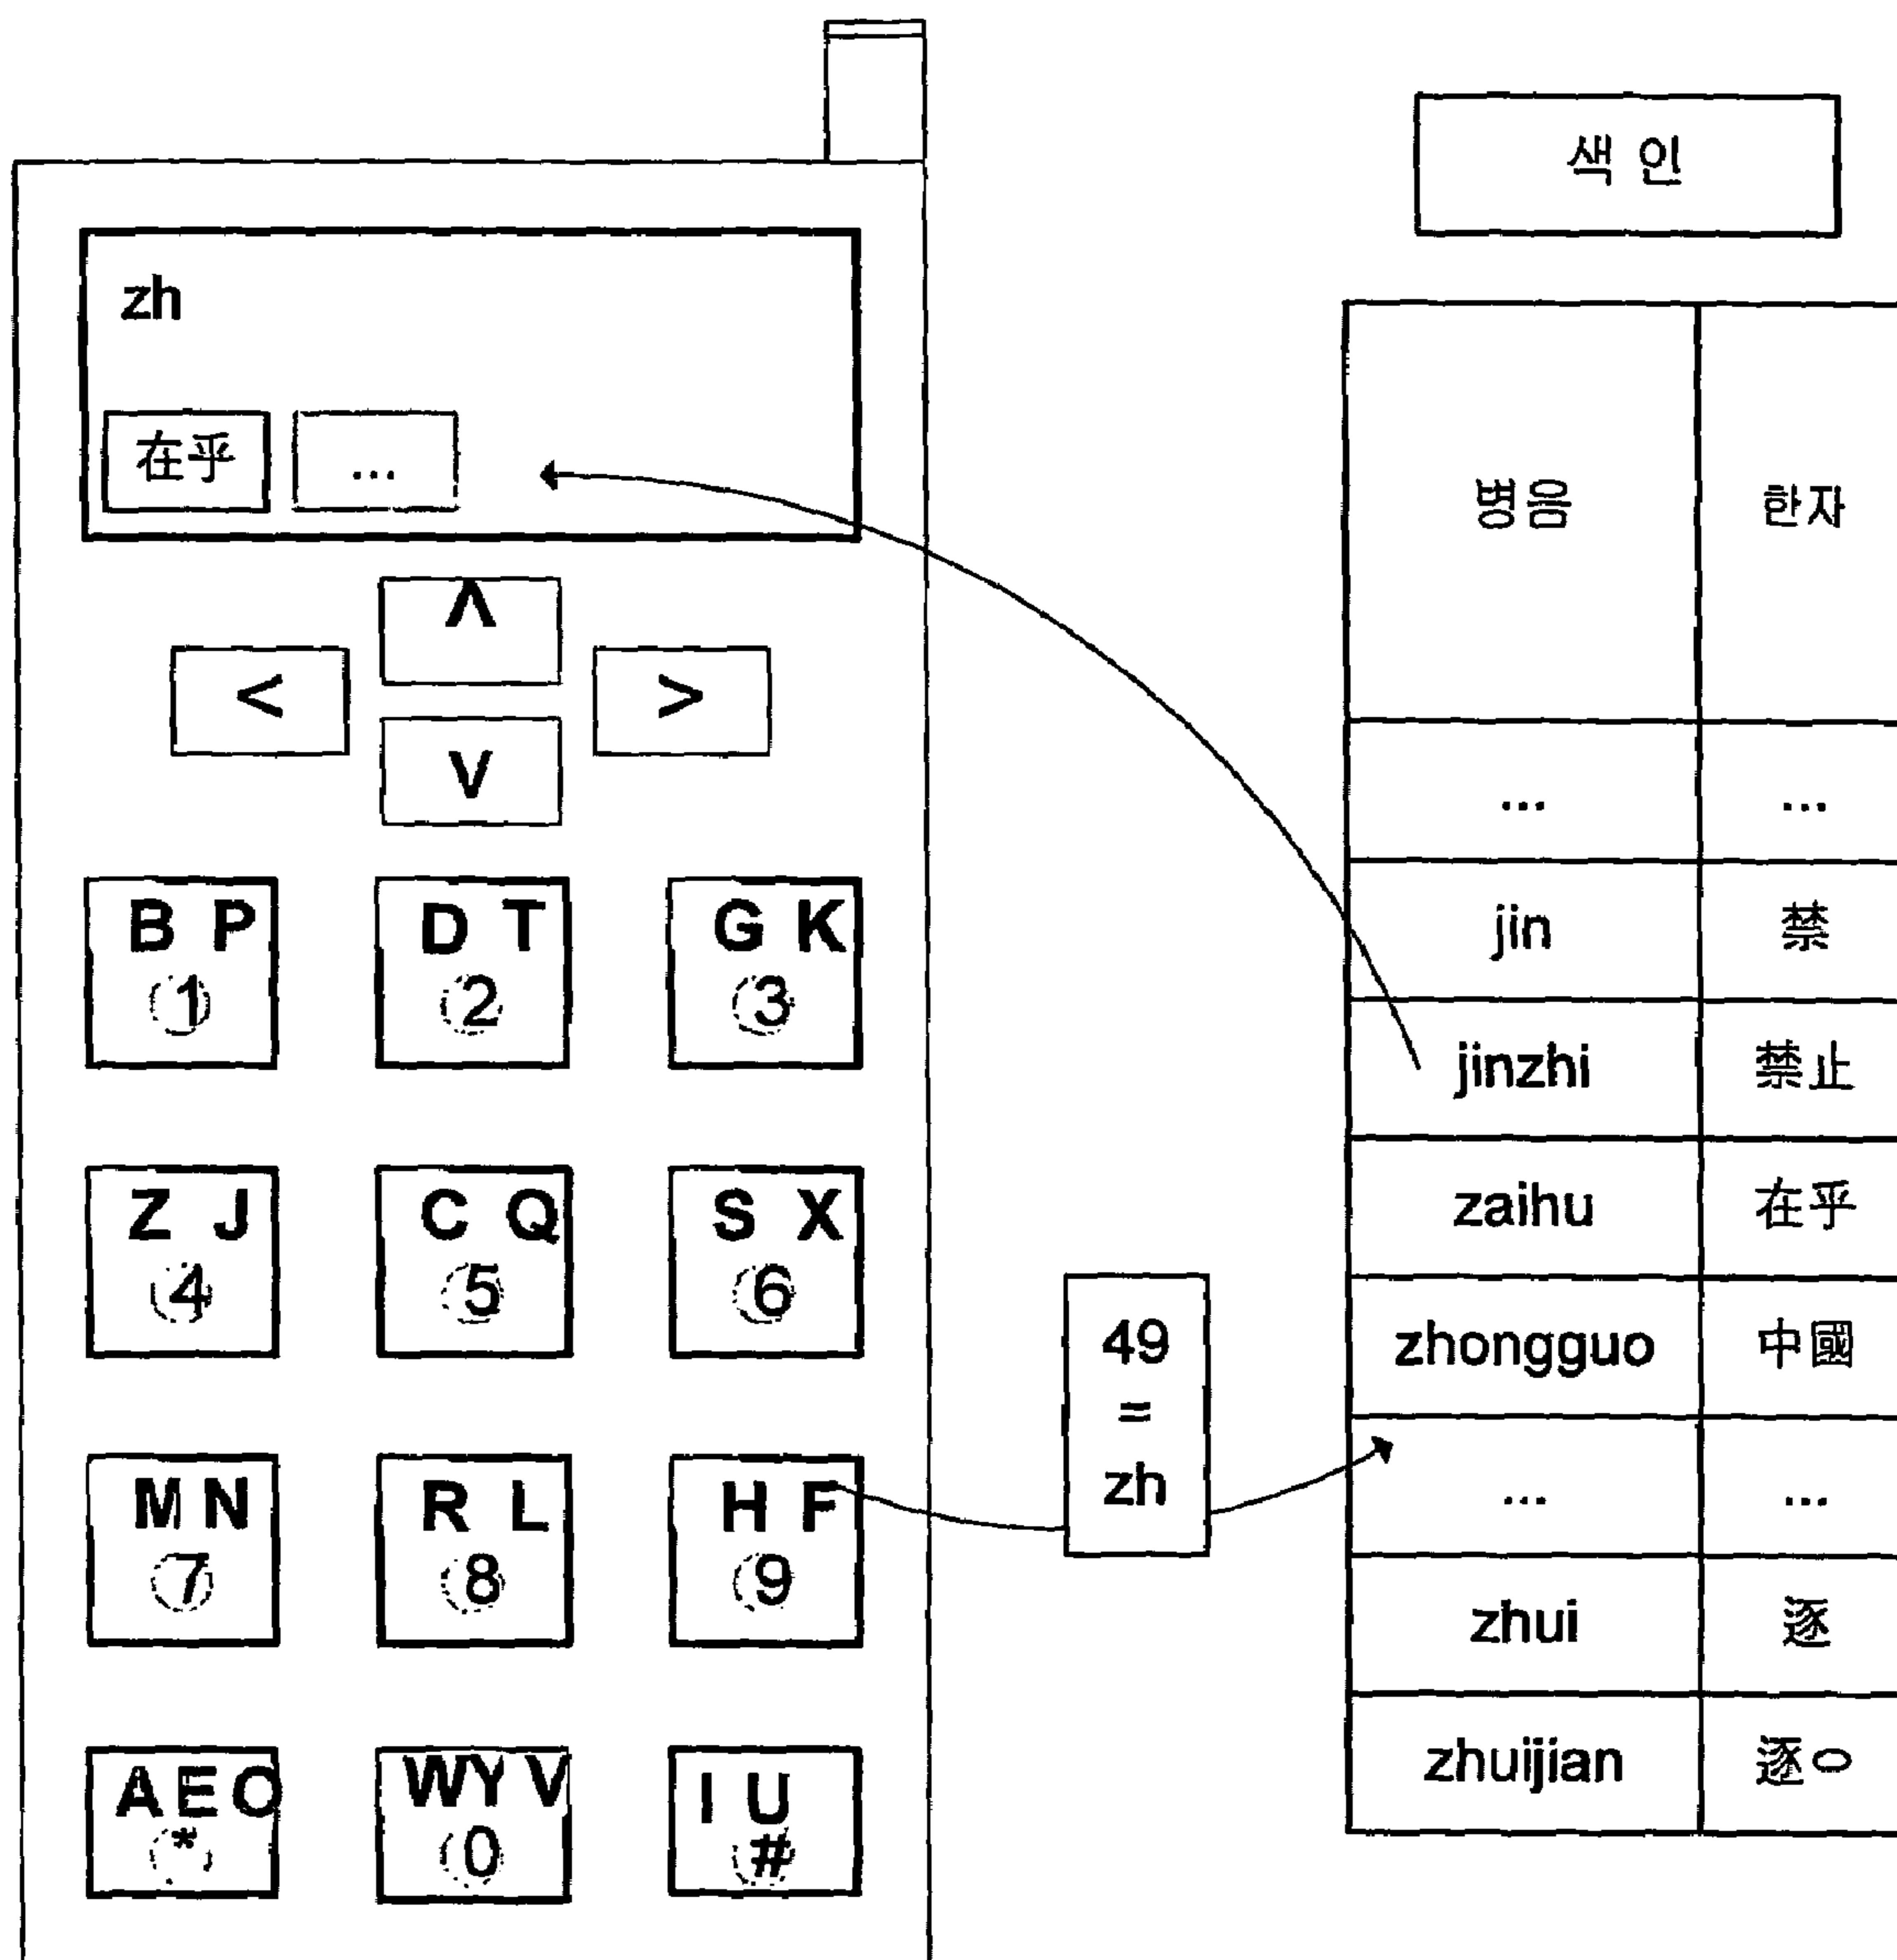 zh
在乎 ...
Λ
< >
V
B P D T G K
1 2 3
Z J C Q S X
4 5 6
M N R L H F
7 8 9
A E O W Y V I U
* 0 #
49
=
zh
색 인
병음 한자
... ...
jin 禁
jinzhi 禁止
zaihu 在乎
zhongguo 中國
... ...
zhui 逐
zhuijian 逐○